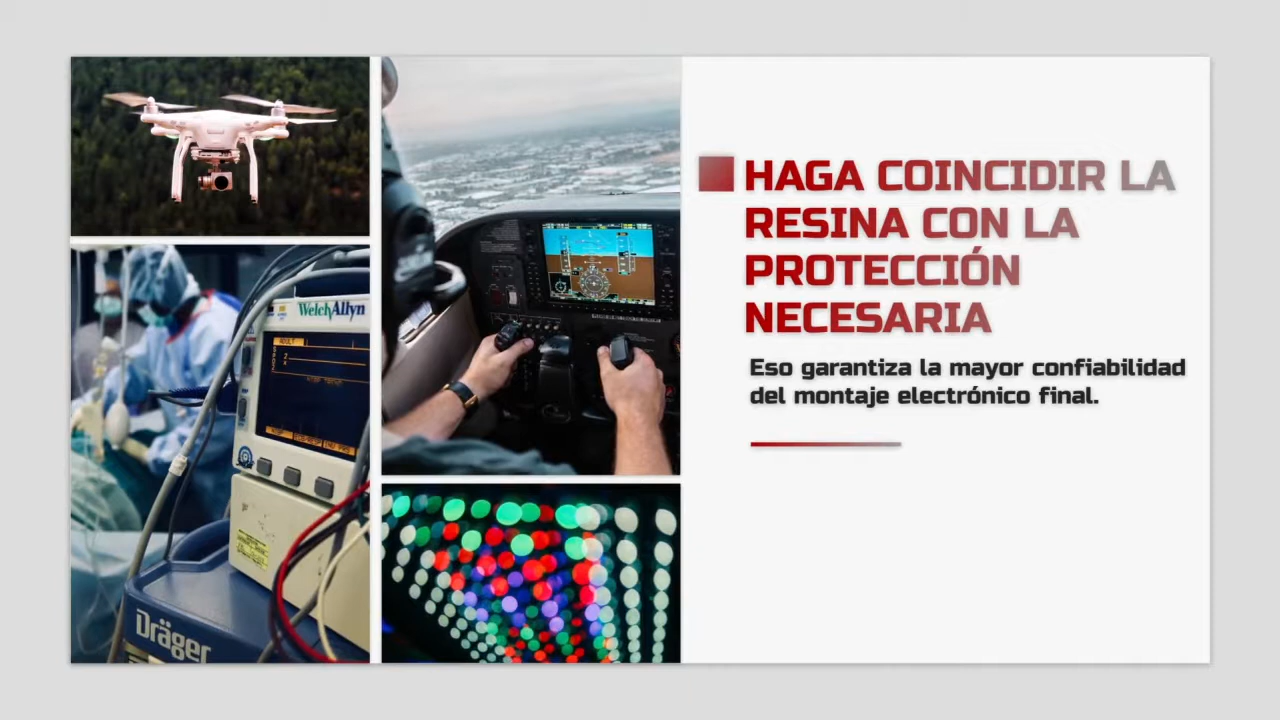 HAGA COINCIDIR LA
RESINA CON LA
PROTECCIÓN
NECESARIA
Eso garantiza la mayor confiabilidad
del montaje electrónico final.
WelchAllyn
ADULT
Dräger